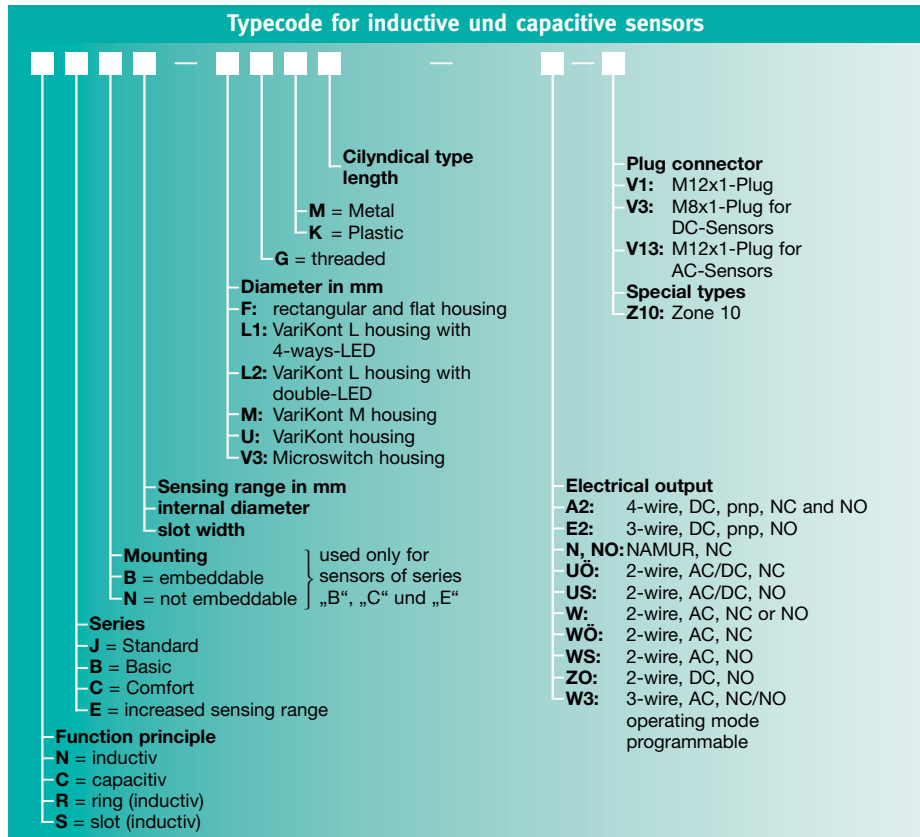 Typecode for inductive und capacitive sensors
Cilyndical type
length
M = Metal
K = Plastic
G = threaded
Diameter in mm
F: rectangular and flat housing
L1: VariKont L housing with
4-ways-LED
L2: VariKont L housing with
double-LED
M: VariKont M housing
U: VariKont housing
V3: Microswitch housing
Sensing range in mm
internal diameter
slot width
Mounting
B = embeddable
N = not embeddable
used only for
sensors of series
„B“, „C“ und „E“
Series
J = Standard
B = Basic
C = Comfort
E = increased sensing range
Function principle
N = inductiv
C = capacitiv
R = ring (inductiv)
S = slot (inductiv)
Plug connector
V1: M12x1-Plug
V3: M8x1-Plug for
DC-Sensors
V13: M12x1-Plug for
AC-Sensors
Special types
Z10: Zone 10
Electrical output
A2: 4-wire, DC, pnp, NC and NO
E2: 3-wire, DC, pnp, NO
N, NO: NAMUR, NC
UÖ: 2-wire, AC/DC, NC
US: 2-wire, AC/DC, NO
W: 2-wire, AC, NC or NO
WÖ: 2-wire, AC, NC
WS: 2-wire, AC, NO
ZO: 2-wire, DC, NO
W3: 3-wire, AC, NC/NO
operating mode
programmable